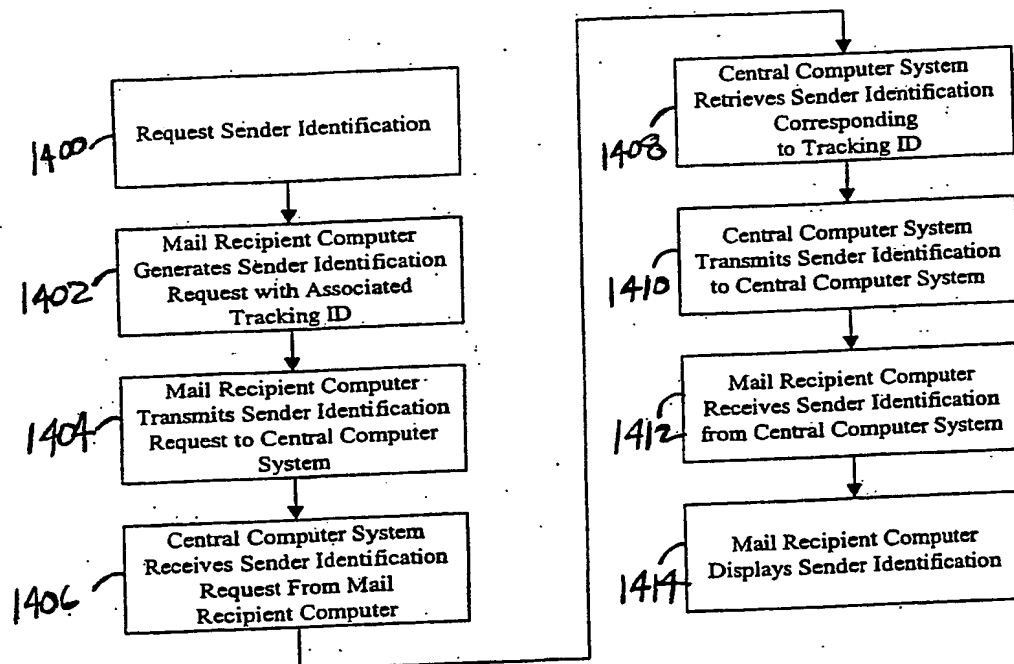 1400
Request Sender Identification
1402
Mail Recipient Computer
Generates Sender Identification
Request with Associated
Tracking ID
1404
Mail Recipient Computer
Transmits Sender Identification
Request to Central Computer
System
1406
Central Computer System
Receives Sender Identification
Request From Mail
Recipient Computer
1408
Central Computer System
Retrieves Sender Identification
Corresponding
to Tracking ID
1410
Central Computer System
Transmits Sender Identification
to Central Computer System
1412
Mail Recipient Computer
Receives Sender Identification
from Central Computer System
1414
Mail Recipient Computer
Displays Sender Identification